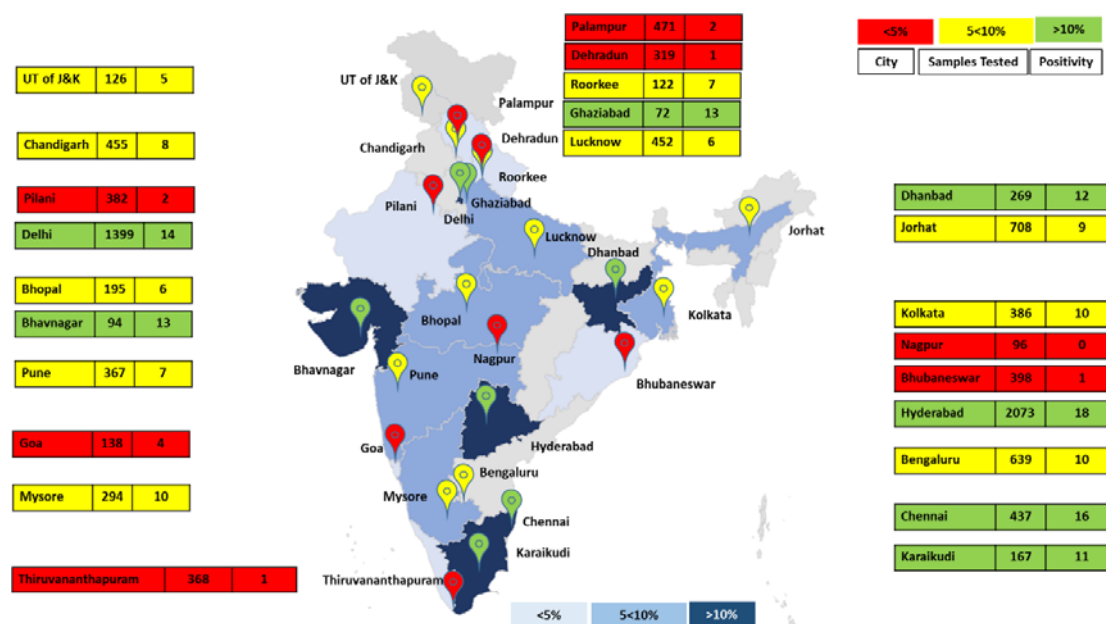 <5% 5<10% >10%
City Samples Tested Positivity
Palampur 471 2
Dehradun 319 1
Roorkee 122 7
Ghaziabad 72 13
Lucknow 452 6
UT of J&K 126 5
Chandigarh 455 8
Pilani 382 2
Delhi 1399 14
Bhopal 195 6
Bhavnagar 94 13
Pune 367 7
Goa 138 4
Mysore 294 10
Thiruvananthapuram 368 1
UT of J&K
Palampur
Chandigarh
Dehradun
Roorkee
Pilani
Ghaziabad
Delhi
Lucknow
Jorhat
Dhanbad
Bhopal
Kolkata
Nagpur
Bhavnagar
Pune
Bhubaneswar
Goa
Hyderabad
Bengaluru
Mysore
Chennai
Karaikudi
Thiruvananthapuram
Dhanbad 269 12
Jorhat 708 9
Kolkata 386 10
Nagpur 96 0
Bhubaneswar 398 1
Hyderabad 2073 18
Bengaluru 639 10
Chennai 437 16
Karaikudi 167 11
<5% 5<10% >10%